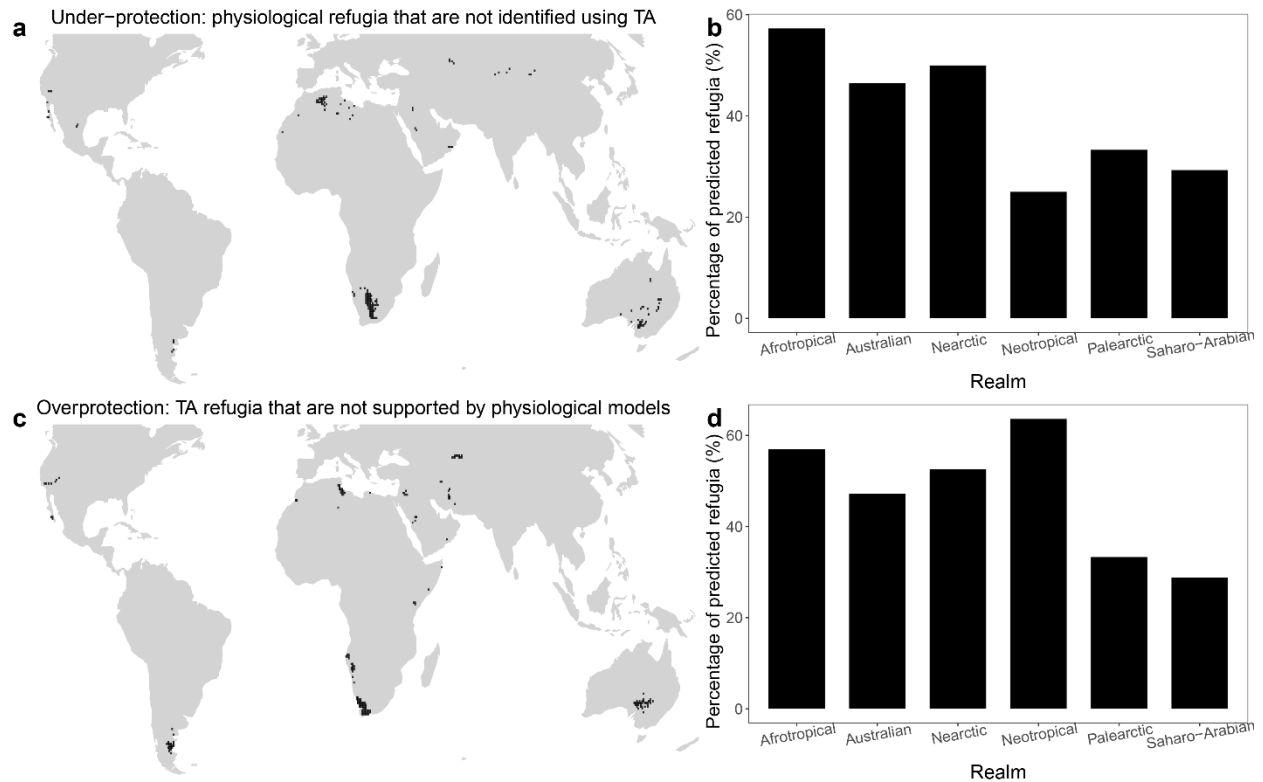 a
Under−protection: physiological refugia that are not identified using TA
b
Percentage of predicted refugia (%)
60
40
20
0
Afrotropical
Australian
Nearctic
Neotropical
Palearctic
Saharo−Arabian
Realm
c
Overprotection: TA refugia that are not supported by physiological models
d
Percentage of predicted refugia (%)
60
40
20
0
Afrotropical
Australian
Nearctic
Neotropical
Palearctic
Saharo−Arabian
Realm